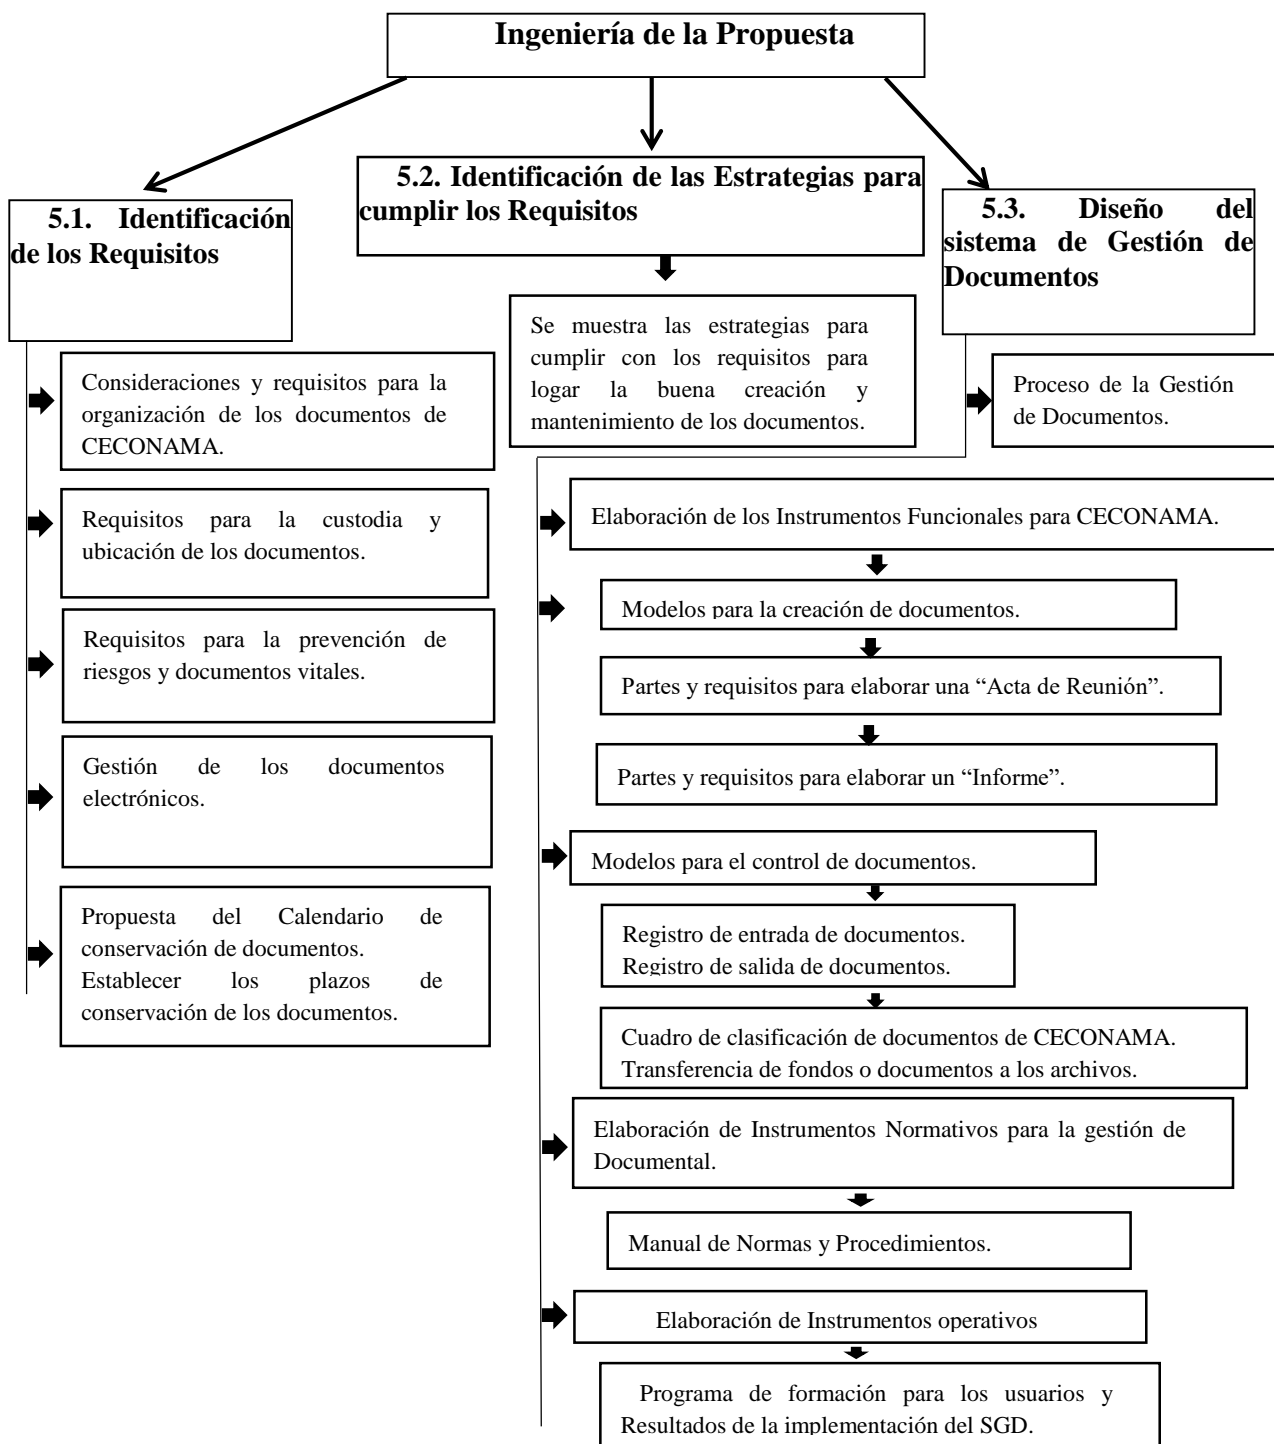 Ingeniería de la Propuesta
5.1. Identificación
de los Requisitos
Consideraciones y requisitos para la
organización de los documentos de
CECONAMA.
Requisitos para la custodia y
ubicación de los documentos.
Requisitos para la prevención de
riesgos y documentos vitales.
Gestión de los documentos
electrónicos.
Propuesta del Calendario de
conservación de documentos.
Establecer los plazos de
conservación de los documentos.
5.2. Identificación de las Estrategias para
cumplir los Requisitos
Se muestra las estrategias para
cumplir con los requisitos para
logar la buena creación y
mantenimiento de los documentos.
5.3. Diseño del
sistema de Gestión de
Documentos
Proceso de la Gestión
de Documentos.
Elaboración de los Instrumentos Funcionales para CECONAMA.
Modelos para la creación de documentos.
Partes y requisitos para elaborar una “Acta de Reunión”.
Partes y requisitos para elaborar un “Informe”.
Modelos para el control de documentos.
Registro de entrada de documentos.
Registro de salida de documentos.
Cuadro de clasificación de documentos de CECONAMA.
Transferencia de fondos o documentos a los archivos.
Elaboración de Instrumentos Normativos para la gestión de
Documental.
Manual de Normas y Procedimientos.
Elaboración de Instrumentos operativos
Programa de formación para los usuarios y
Resultados de la implementación del SGD.